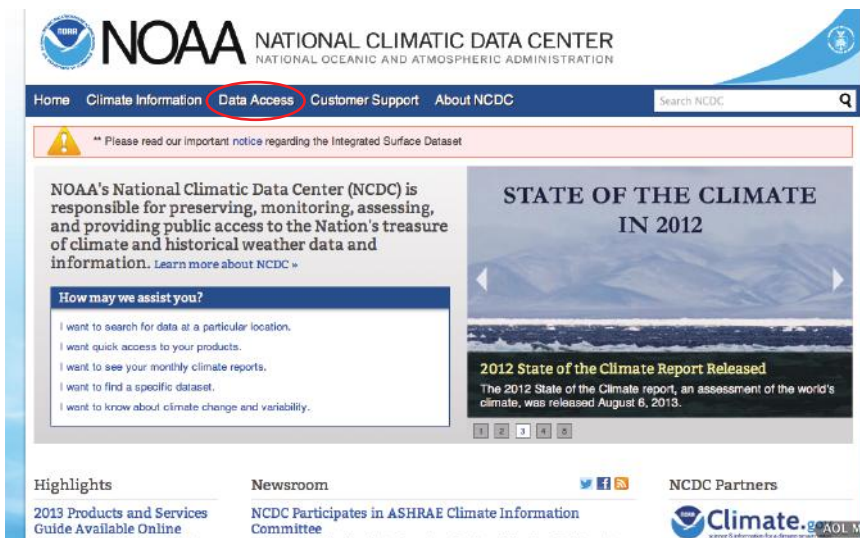 NOAA
NOAA NATIONAL CLIMATIC DATA CENTER
NATIONAL OCEANIC AND ATMOSPHERIC ADMINISTRATION
Home Climate Information Data Access Customer Support About NCDC Search NCDC
** Please read our important notice regarding the Integrated Surface Dataset
NOAA's National Climatic Data Center (NCDC) is
responsible for preserving, monitoring, assessing,
and providing public access to the Nation's treasure
of climate and historical weather data and
information. Learn more about NCDC »
How may we assist you?
I want to search for data at a particular location.
I want quick access to your products.
I want to see your monthly climate reports.
I want to find a specific dataset.
I want to know about climate change and variability.
STATE OF THE CLIMATE
IN 2012
2012 State of the Climate Report Released
The 2012 State of the Climate report, an assessment of the world's
climate, was released August 6, 2013.
1 2 3 4 5
Highlights
2013 Products and Services
Guide Available Online
Newsroom
NCDC Participates in ASHRAE Climate Information
Committee
NCDC Partners
Climate.
AOL M